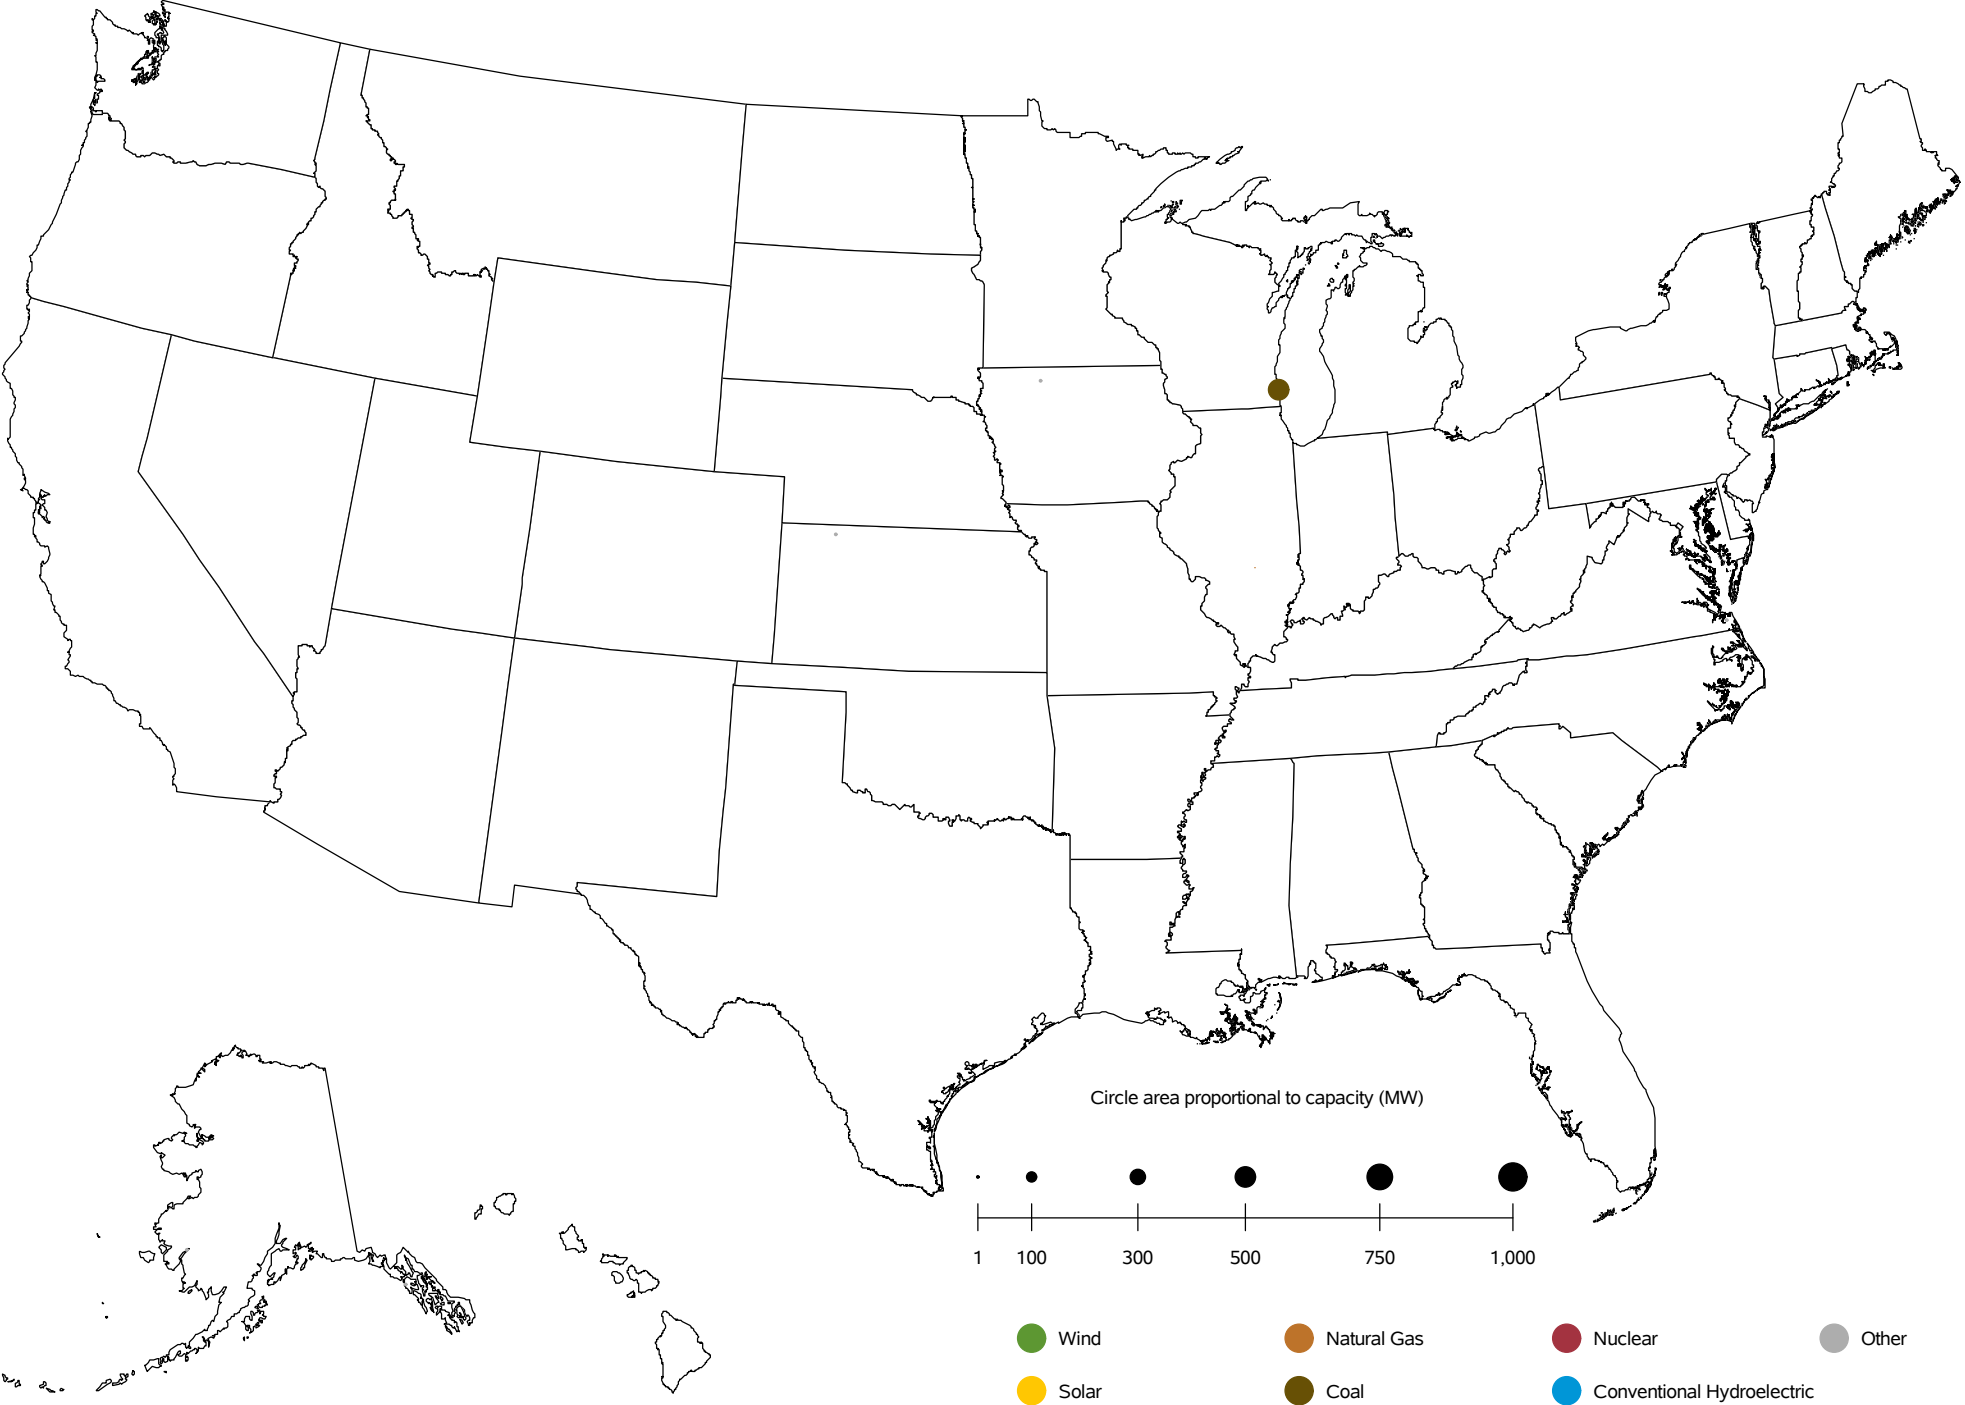 Circle area proportional to capacity (MW)
1 100 300 500 750 1,000
Wind Natural Gas Nuclear Other
Solar Coal Conventional Hydroelectric